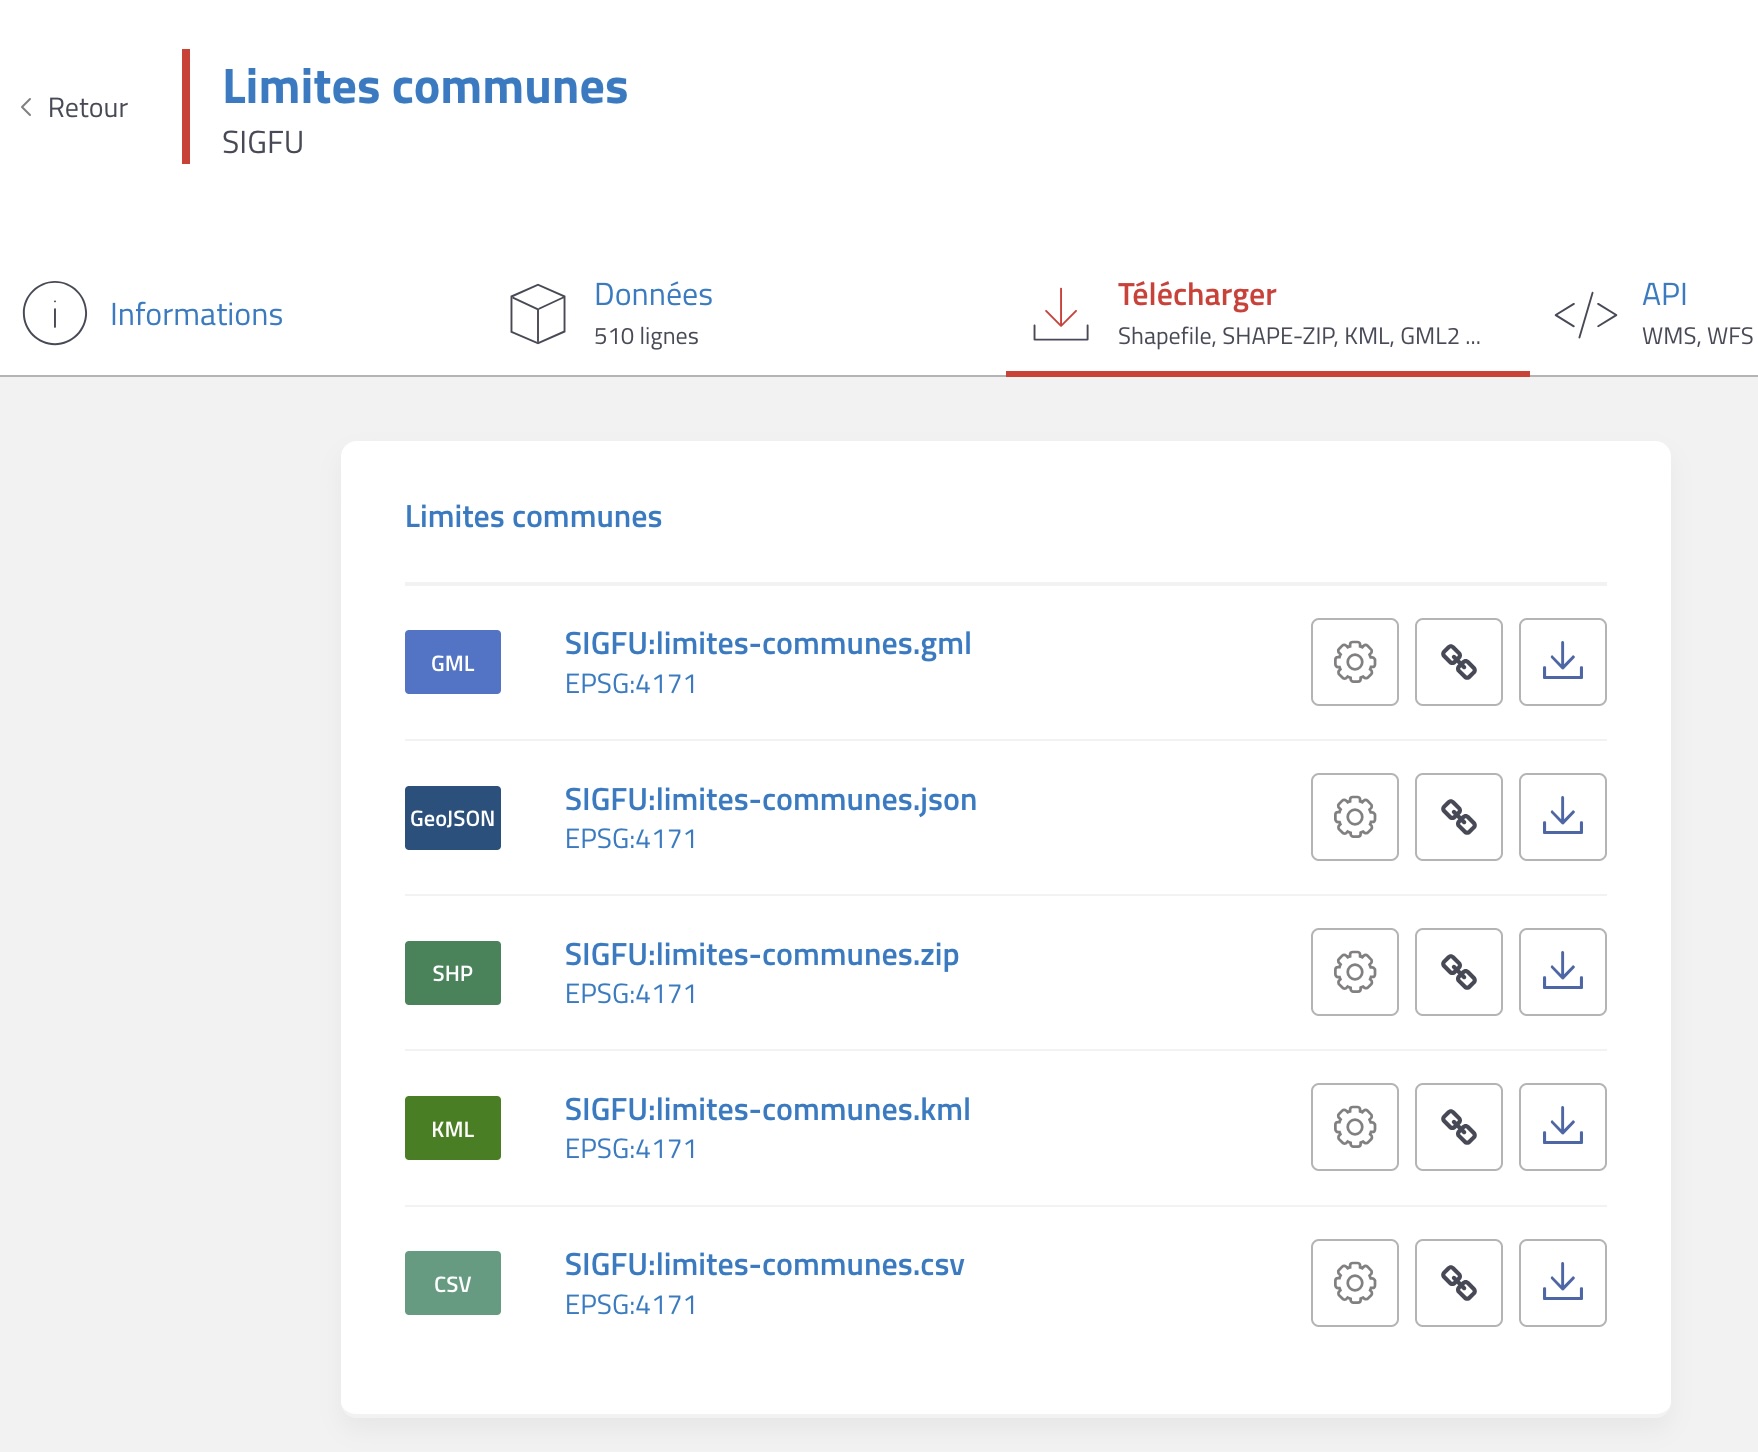 Retour
Limites communes
SIGFU
Informations
Données
510 lignes
Télécharger
Shapefile, SHAPE-ZIP, KML, GML2 ...
API
WMS, WFS
Limites communes
GML
SIGFU:limites-communes.gml
EPSG:4171
GeoJSON
SIGFU:limites-communes.json
EPSG:4171
SHP
SIGFU:limites-communes.zip
EPSG:4171
KML
SIGFU:limites-communes.kml
EPSG:4171
CSV
SIGFU:limites-communes.csv
EPSG:4171